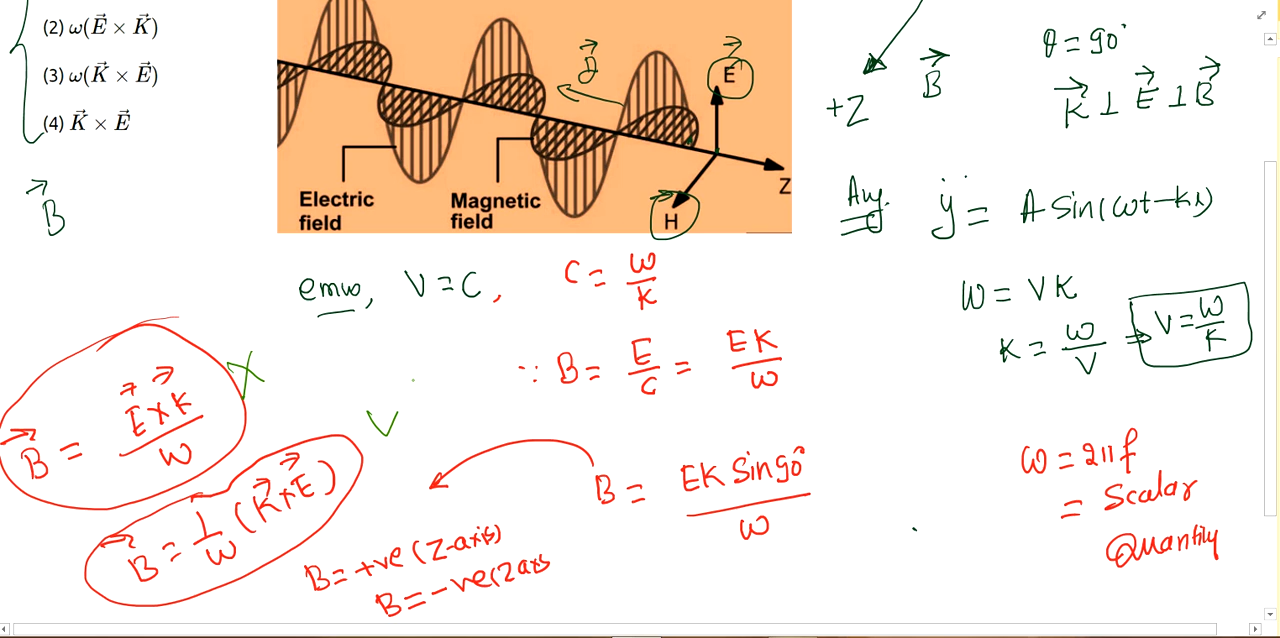 (2) ω(E⃗ × K⃗)
(3) ω(K⃗ × E⃗)
(4) K⃗ × E⃗
B⃗
Electric
field
Magnetic
field
E
H
Z
+Z
B⃗
θ = 90°
K⃗ ⊥ E⃗ ⊥ B⃗
y = A Sin(ωt-kx)
ω = VK
K = ω/V ⇒ V = ω/K
emw, V = C, C = ω/K
∵ B = E/C = EK/ω
B = EK Sin90°/ω
B⃗ = E⃗×K⃗/ω X
B⃗ = 1/ω (K⃗×E⃗)
B = +ve (Z-axis)
B = -ve (Z axis
ω = 2πf
= Scalar
Quantity